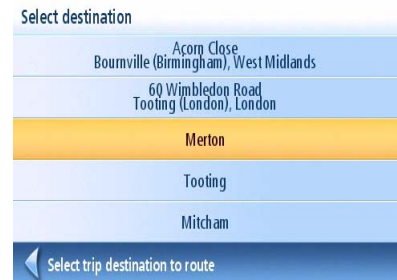 Select destination
Acorn Close
Bournville (Birmingham), West Midlands
60 Wimbledon Road
Tooting (London), London
Merton
Tooting
Mitcham
Select trip destination to route